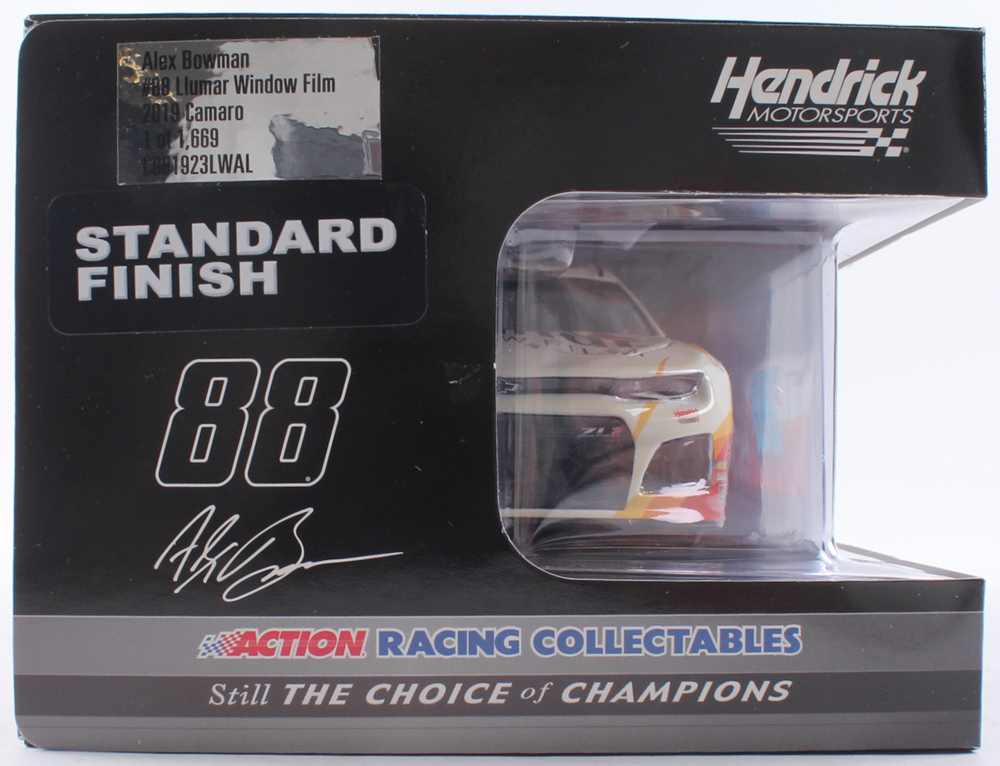 Alex Bowman
#88 Llumar Window Film
2019 Camaro
1 of 1,669
C881923LWAL
Hendrick
MOTORSPORTS
STANDARD
FINISH
88
ZL1
Hendrick
ACTION RACING COLLECTABLES
Still THE CHOICE of CHAMPIONS